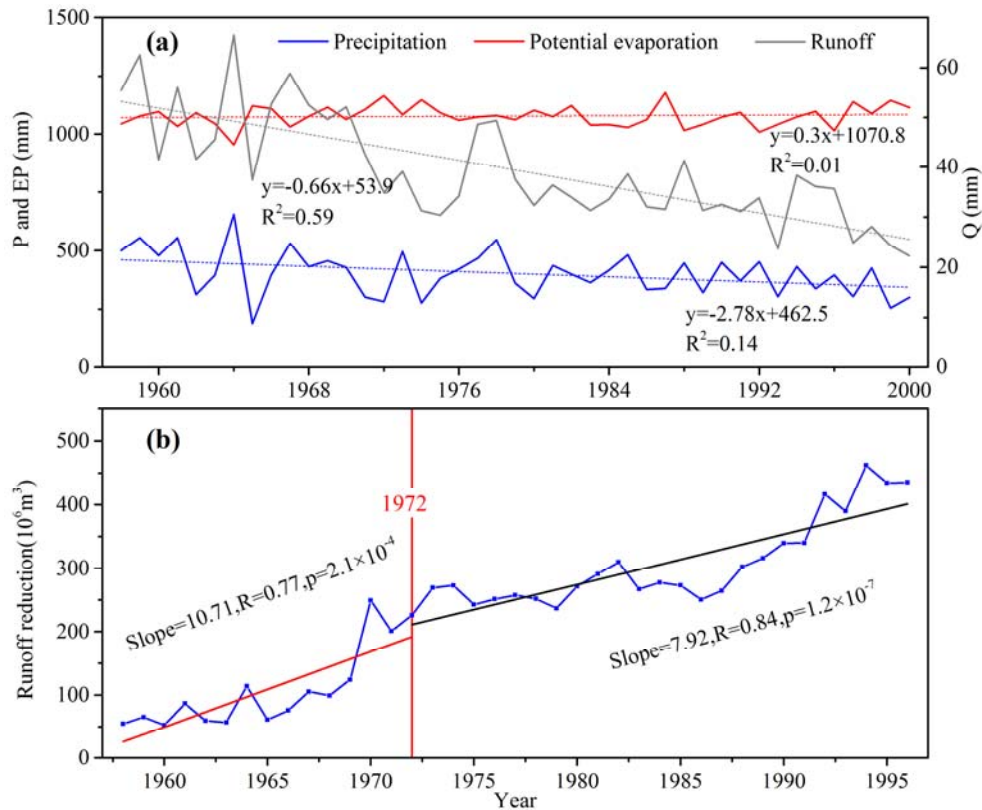 (a)
Precipitation
Potential evaporation
Runoff
1500
1000
500
0
P and EP (mm)
60
40
20
0
Q (mm)
y=0.3x+1070.8
R²=0.01
y=-0.66x+53.9
R²=0.59
y=-2.78x+462.5
R²=0.14
1960
1968
1976
1984
1992
2000
(b)
500
400
300
200
100
0
Runoff reduction(10⁶m³)
1972
Slope=10.71,R=0.77,p=2.1×10⁻⁴
Slope=7.92,R=0.84,p=1.2×10⁻⁷
1960
1965
1970
1975
1980
1985
1990
1995
Year